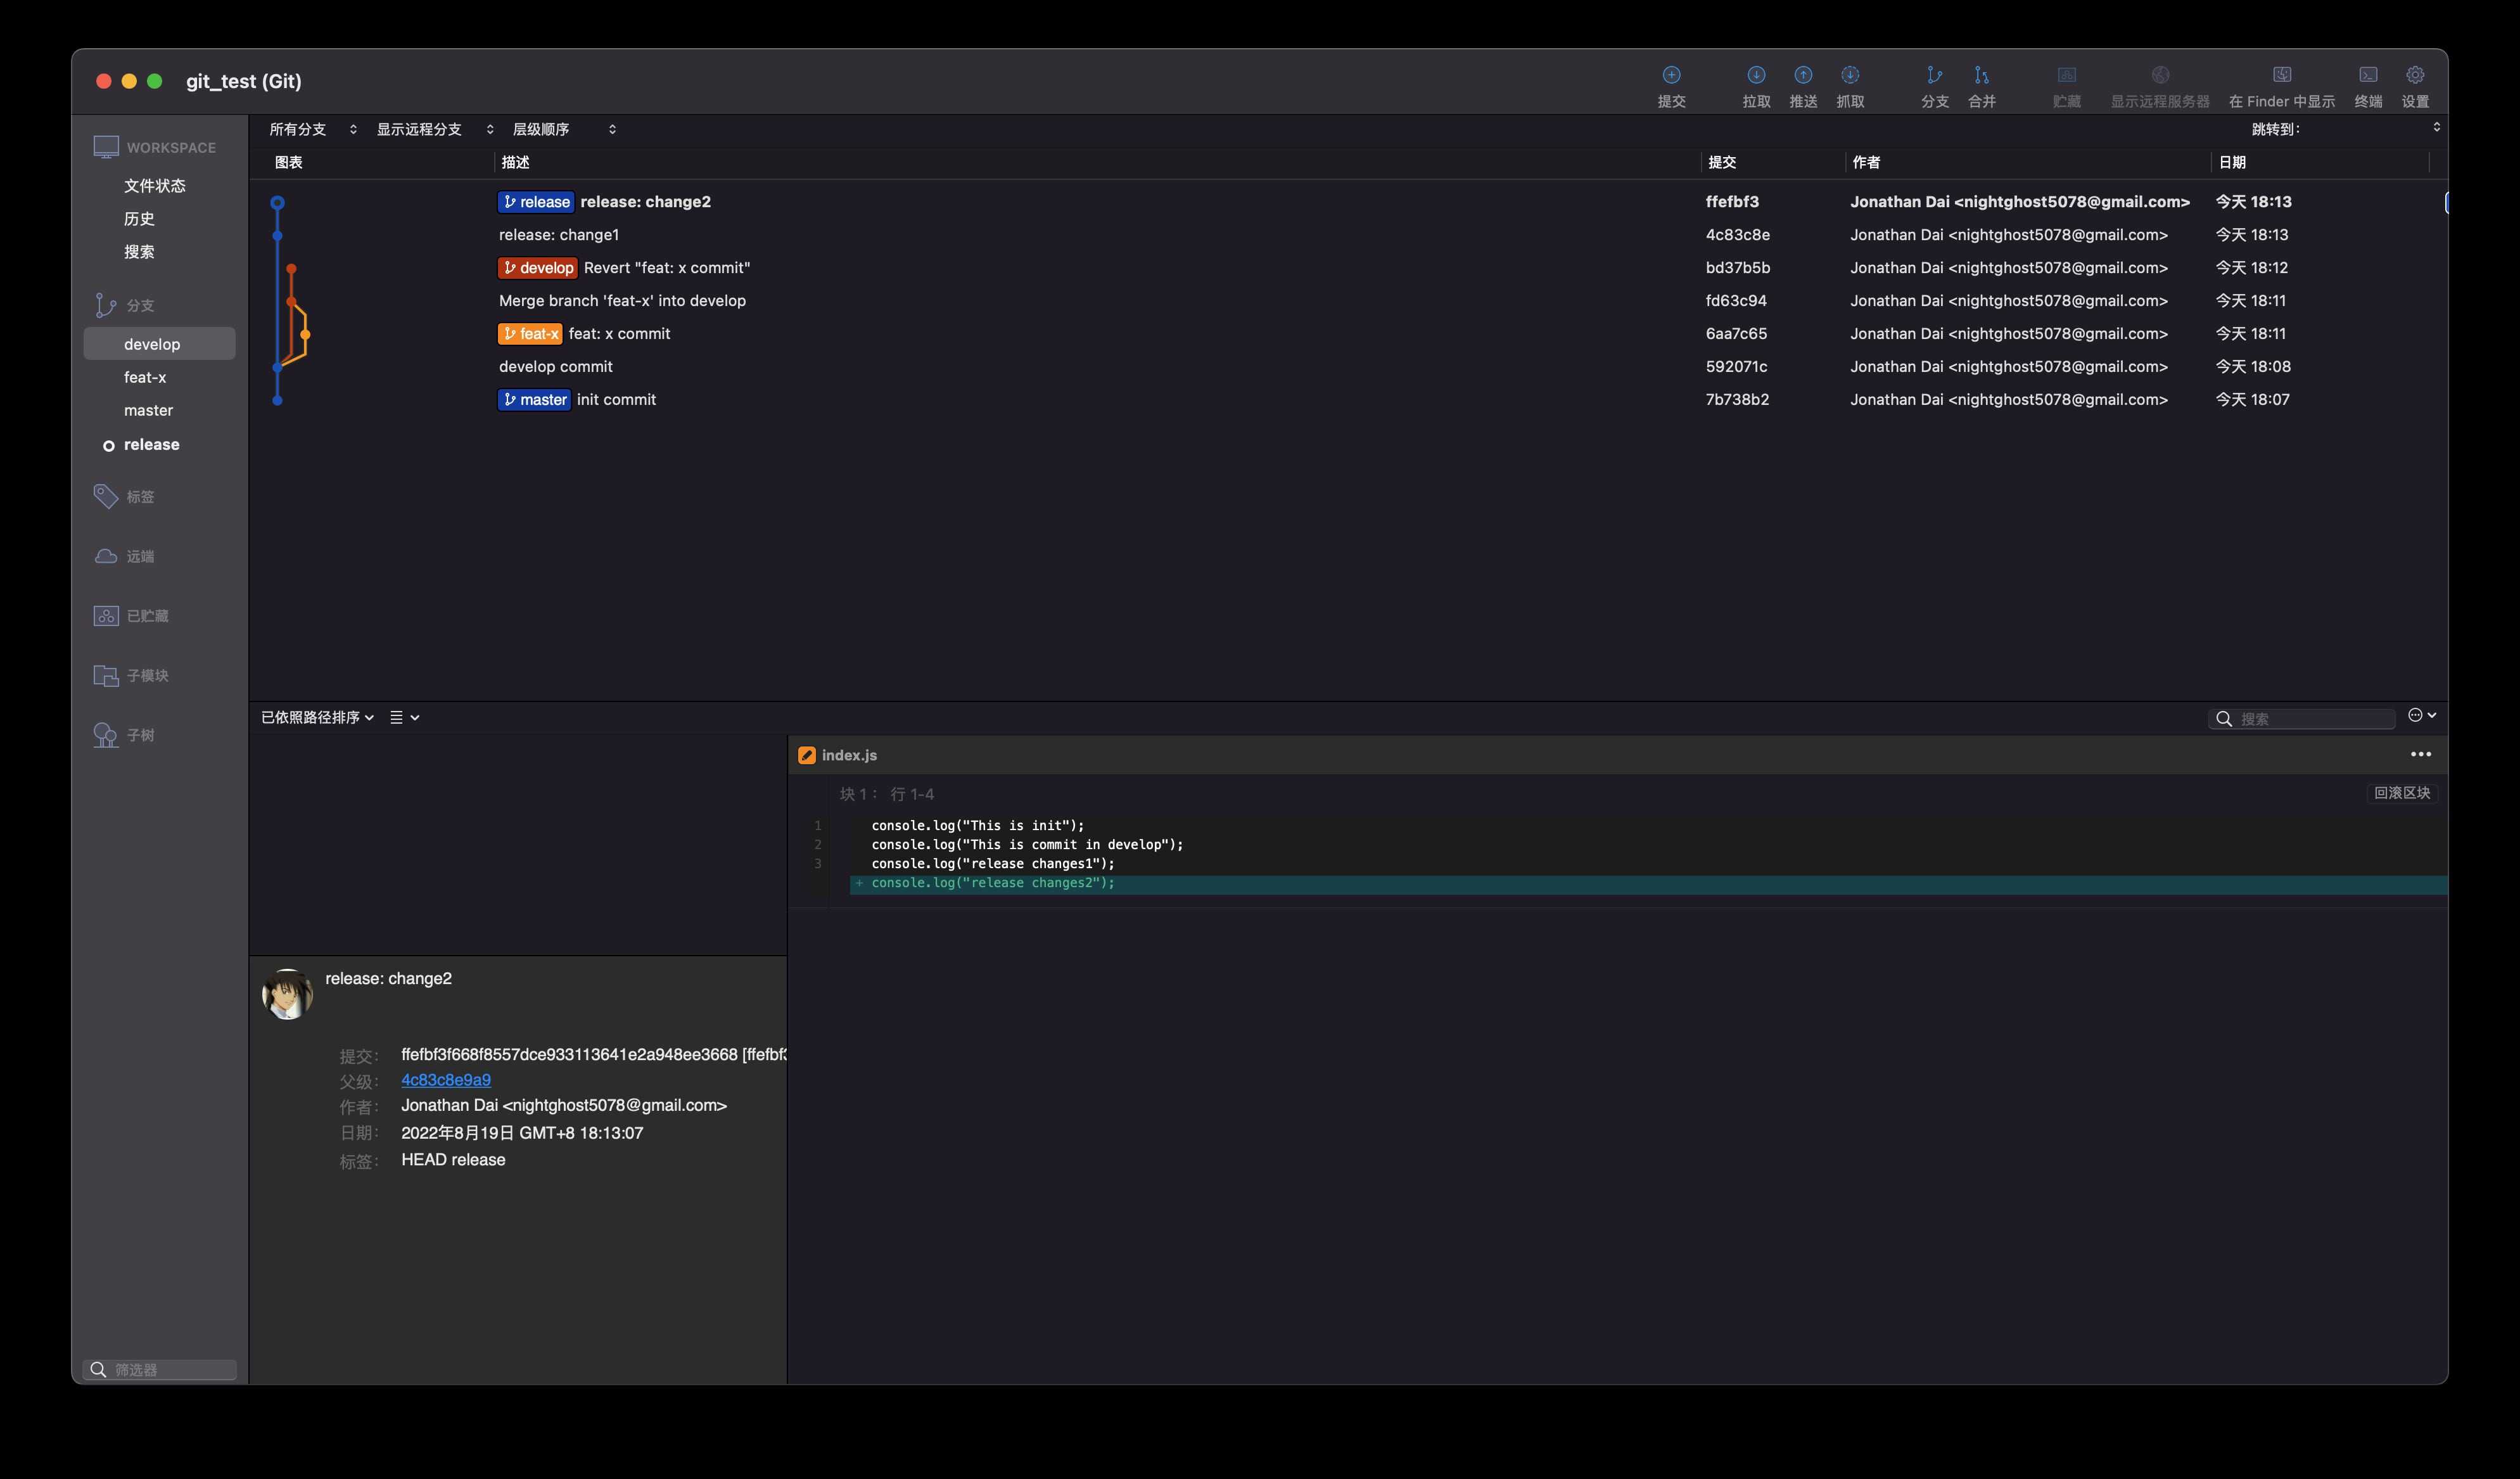 git_test (Git)
提交 拉取 推送 抓取 分支 合并 贮藏 显示远程服务器 在 Finder 中显示 终端 设置
WORKSPACE
文件状态
历史
搜索
分支
develop
feat-x
master
release
标签
远端
已贮藏
子模块
子树
筛选器
所有分支 显示远程分支 层级顺序 跳转到：
图表 描述 提交 作者 日期
release release: change2 ffefbf3 Jonathan Dai <nightghost5078@gmail.com> 今天 18:13
release: change1 4c83c8e Jonathan Dai <nightghost5078@gmail.com> 今天 18:13
develop Revert "feat: x commit" bd37b5b Jonathan Dai <nightghost5078@gmail.com> 今天 18:12
Merge branch 'feat-x' into develop fd63c94 Jonathan Dai <nightghost5078@gmail.com> 今天 18:11
feat-x feat: x commit 6aa7c65 Jonathan Dai <nightghost5078@gmail.com> 今天 18:11
develop commit 592071c Jonathan Dai <nightghost5078@gmail.com> 今天 18:08
master init commit 7b738b2 Jonathan Dai <nightghost5078@gmail.com> 今天 18:07
已依照路径排序 搜索
release: change2
提交： ffefbf3f668f8557dce933113641e2a948ee3668 [ffefbf3
父级： 4c83c8e9a9
作者： Jonathan Dai <nightghost5078@gmail.com>
日期： 2022年8月19日 GMT+8 18:13:07
标签： HEAD release
index.js
块 1： 行 1-4 回滚区块
1 console.log("This is init");
2 console.log("This is commit in develop");
3 console.log("release changes1");
+ console.log("release changes2");